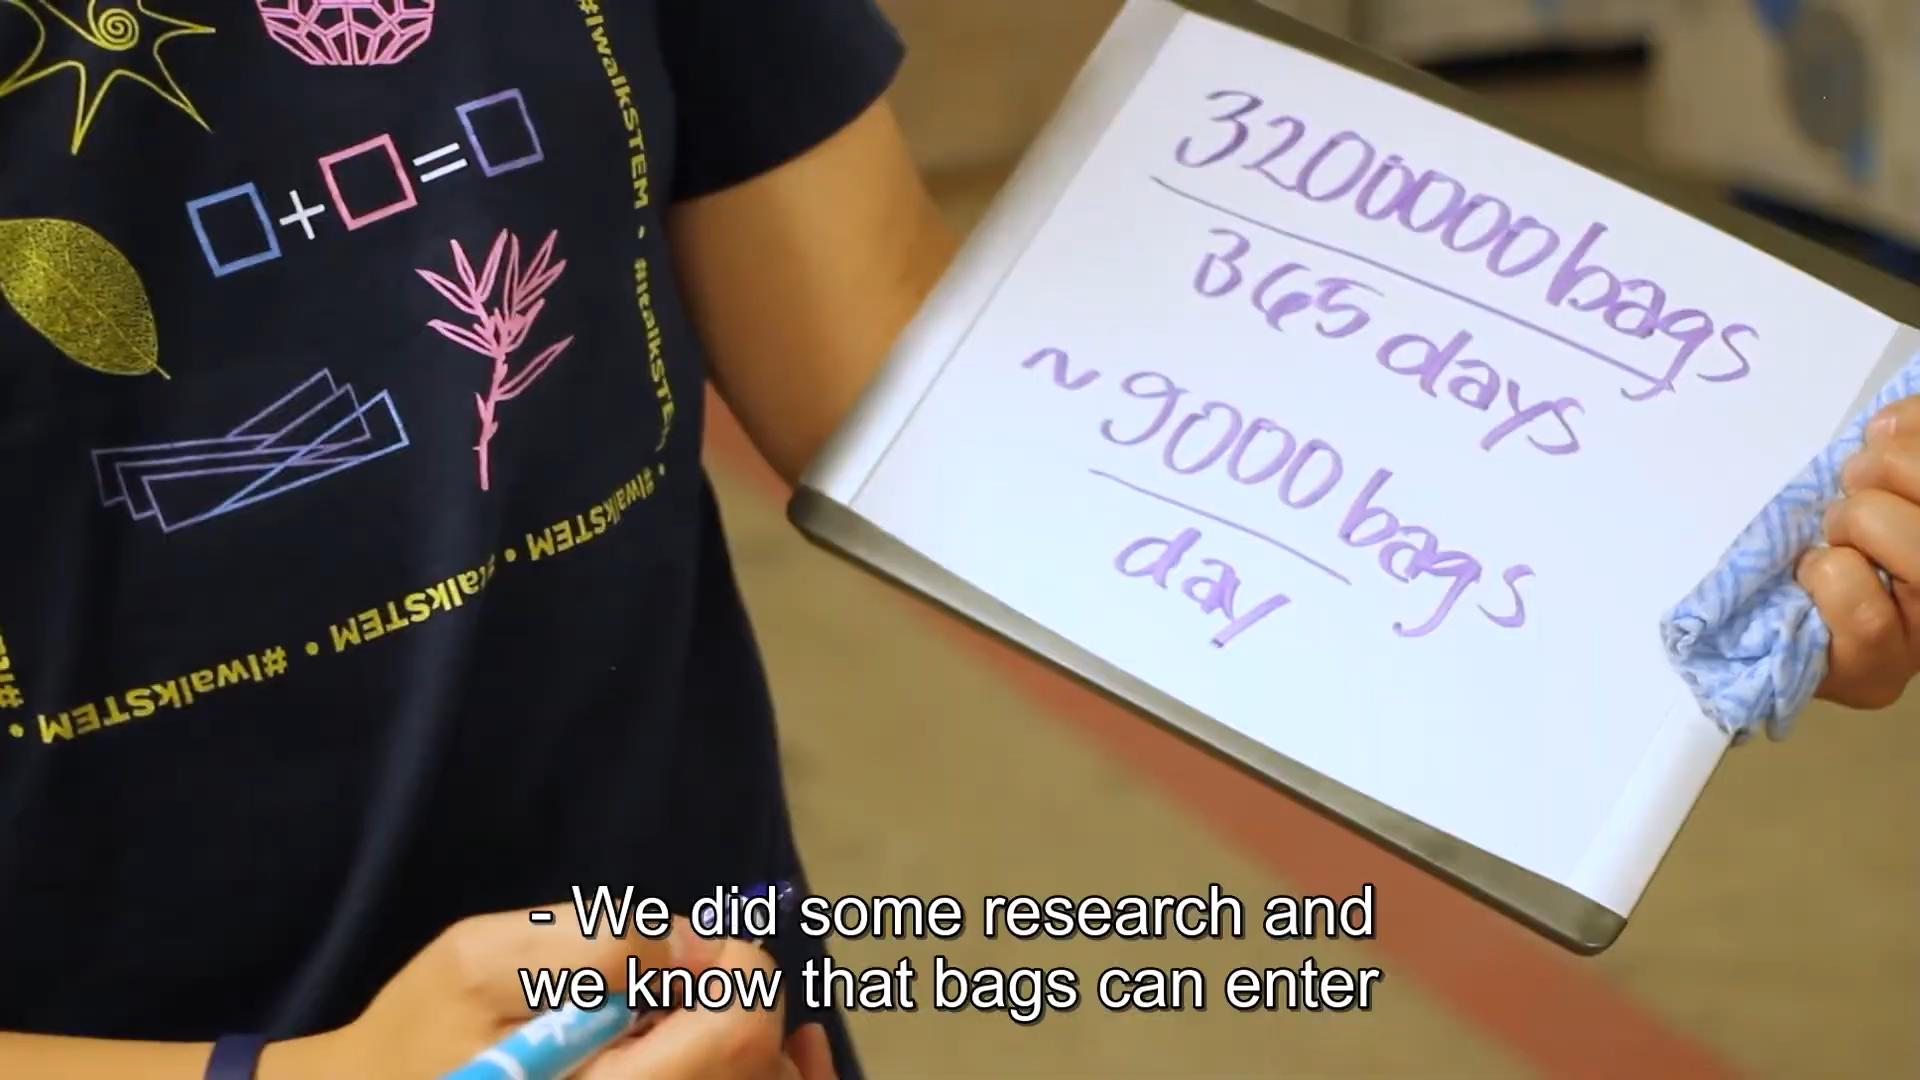 3200000 bags
365 days
~ 9000 bags
day
#IwalkSTEM • #ItalkSTEM
• #IwalkSTEM • #ItalkSTEM • #IwalkSTEM •
□ + □ = □
- We did some research and
we know that bags can enter